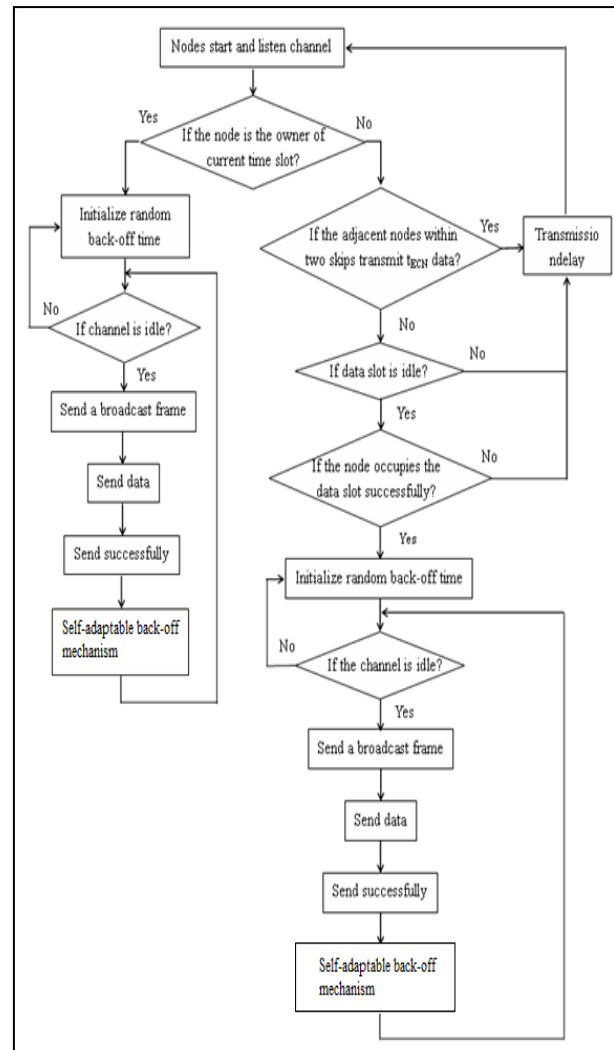 Nodes start and listen channel
Yes
No
If the node is the owner of
current time slot?
Initialize random
back-off time
If the adjacent nodes within
two skips transmit tECN data?
Yes
Transmissio
ndelay
No
If channel is idle?
No
If data slot is idle?
No
Yes
Send a broadcast frame
Yes
If the node occupies the
data slot successfully?
No
Send data
Yes
Send successfully
Initialize random back-off time
Self-adaptable back-off
mechanism
No
If the channel is idle?
Yes
Send a broadcast frame
Send data
Send successfully
Self-adaptable back-off
mechanism